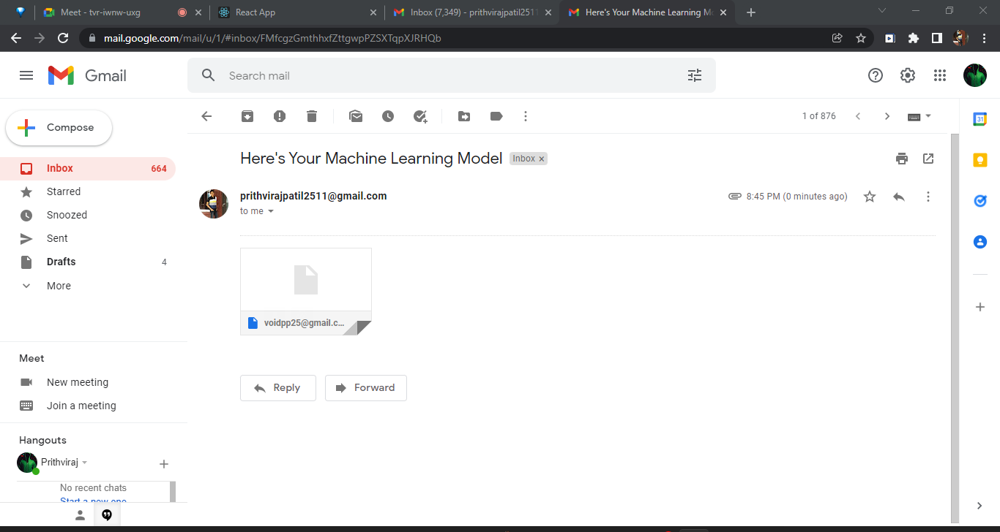 Meet - tvr-iwnw-uxg
React App
Inbox (7,349) - prithvirajpatil2511
Here's Your Machine Learning Mo
mail.google.com/mail/u/1/#inbox/FMfcgzGmthhxfZttgwpPZSXTqpXJRHQb
Gmail
Search mail
Compose
1 of 876
31
Here's Your Machine Learning Model
Inbox ×
Inbox 664
Starred
Snoozed
Sent
Drafts 4
More
prithvirajpatil2511@gmail.com
8:45 PM (0 minutes ago)
to me
voidpp25@gmail.c...
Reply
Forward
Meet
New meeting
Join a meeting
Hangouts
Prithviraj
No recent chats
Start a new one